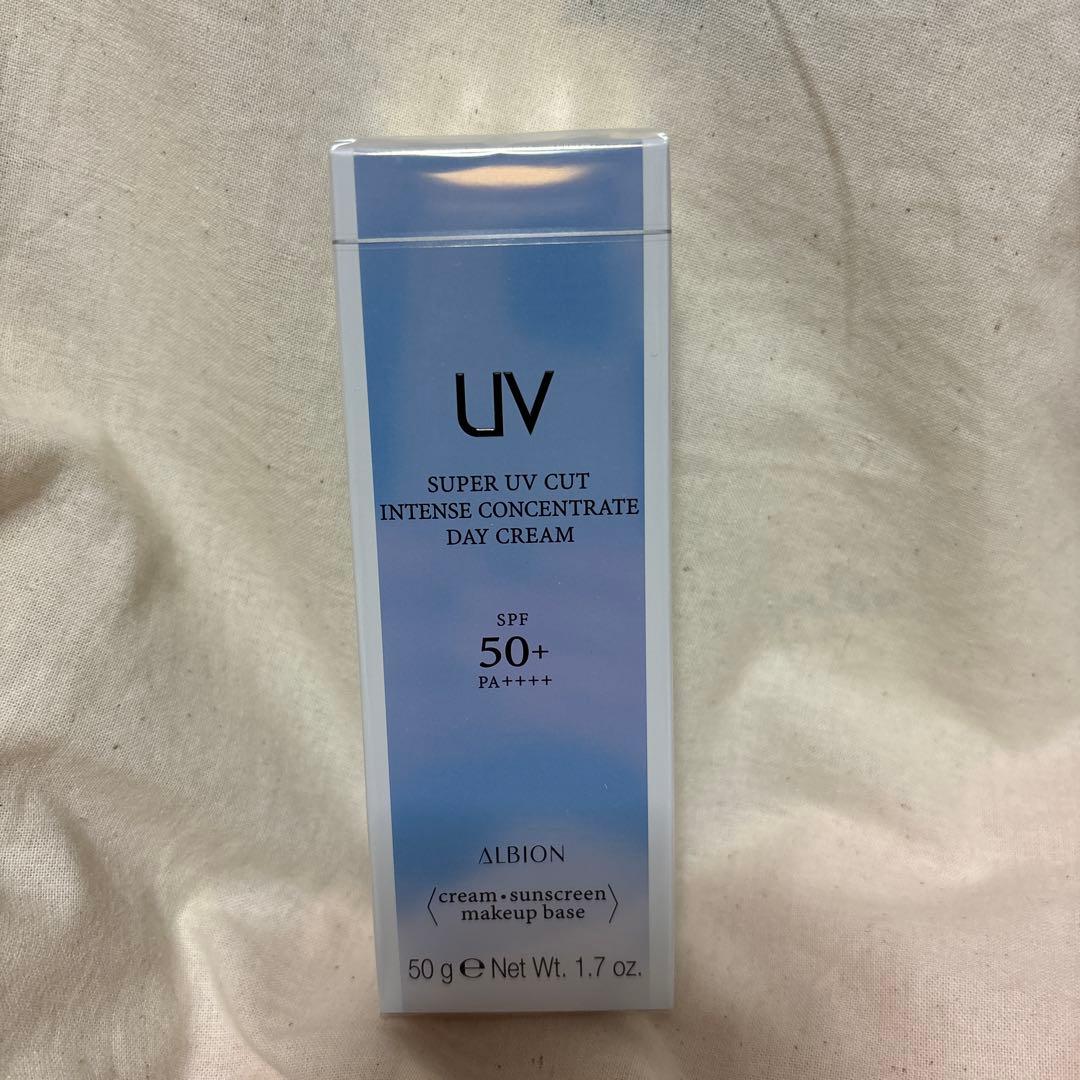 UV
SUPER UV CUT
INTENSE CONCENTRATE
DAY CREAM
SPF
50+
PA++++
ALBION
〈cream・sunscreen
makeup base〉
50 g ℮ Net Wt. 1.7 oz.